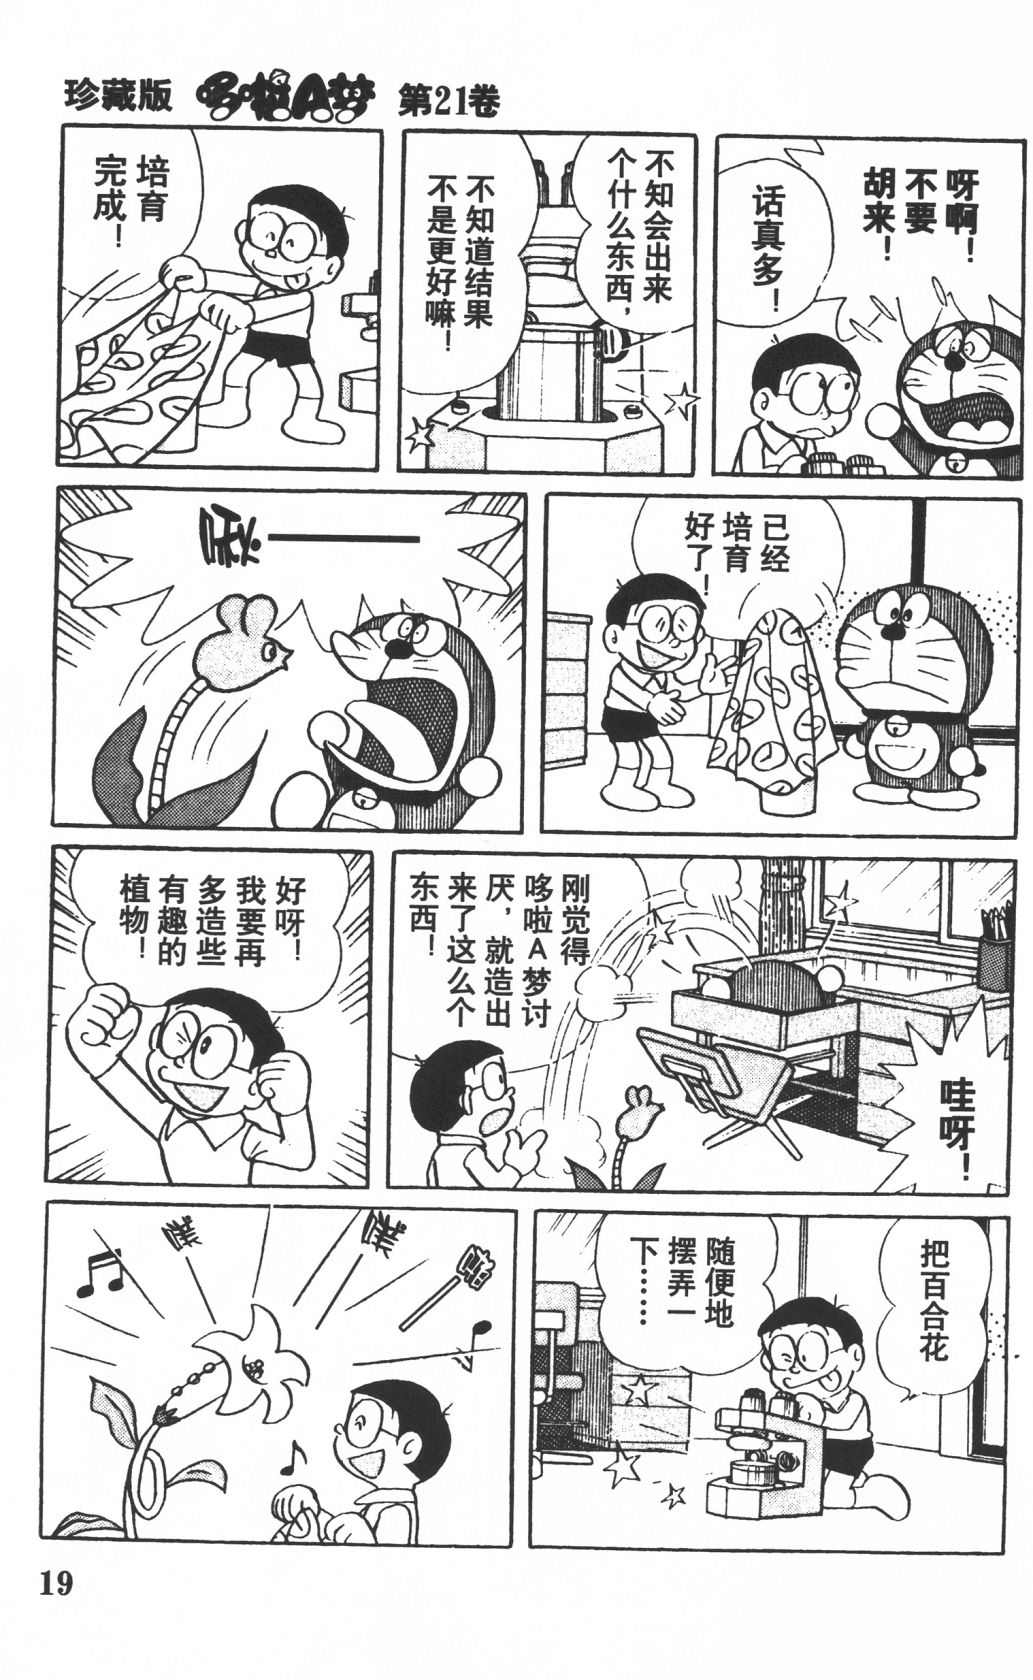 珍藏版 哆啦A梦 第21卷
呀啊！
不要
胡来！
话真多！
不知会出来
个什么东西，
不知道结果
不是更好嘛！
培育
完成！
已经
培育
好了！
啾
刚觉得
哆啦A梦讨
厌，就造出
来了这么个
东西！
哇呀！
好呀！
我要再
多造些
有趣的
植物！
把百合花
随便地
摆弄一
下……
19